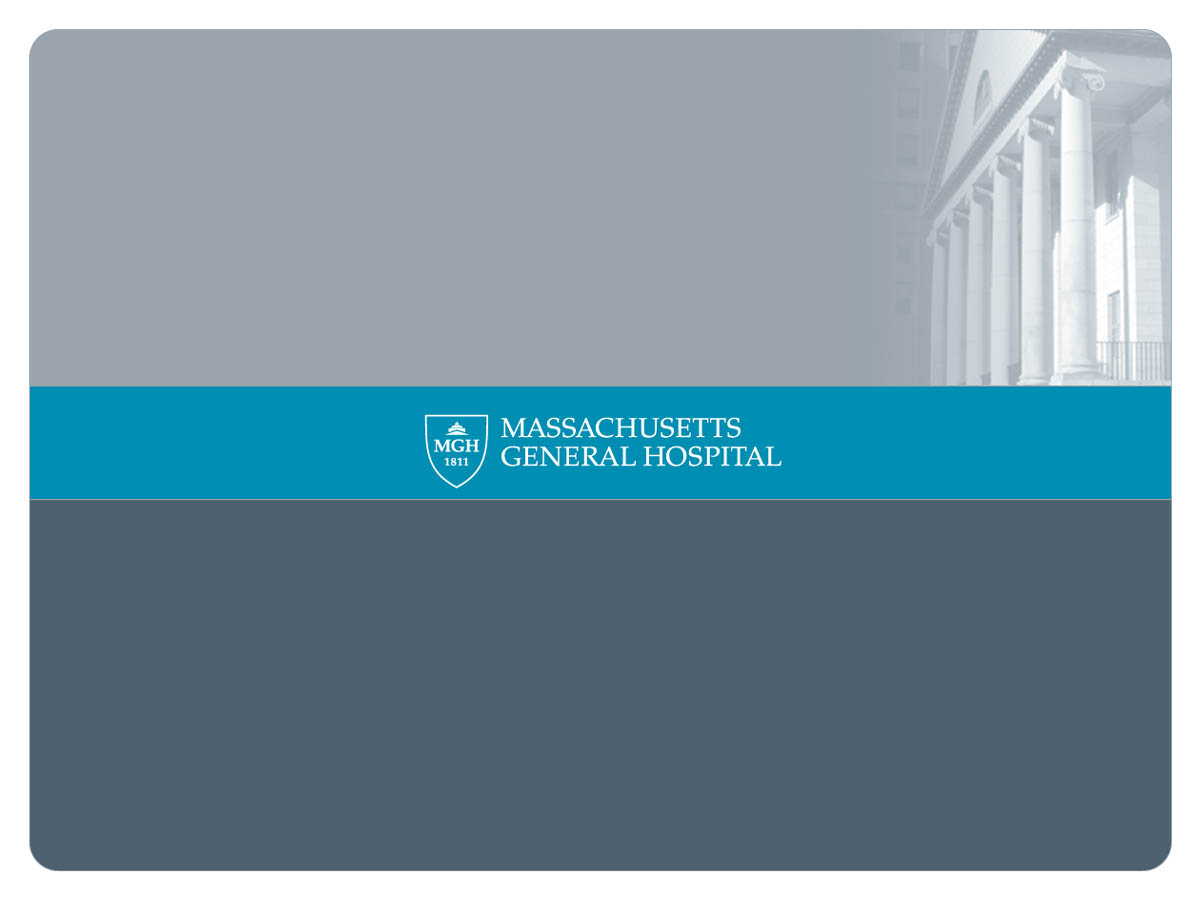 MGH
1811
MASSACHUSETTS
GENERAL HOSPITAL